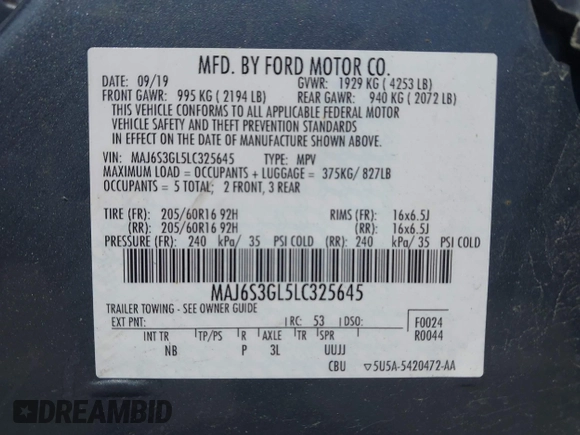 MFD. BY FORD MOTOR CO.
DATE: 09/19 GVWR: 1929 KG ( 4253 LB)
FRONT GAWR: 995 KG ( 2194 LB) REAR GAWR: 940 KG ( 2072 LB)
THIS VEHICLE CONFORMS TO ALL APPLICABLE FEDERAL MOTOR
VEHICLE SAFETY AND THEFT PREVENTION STANDARDS
IN EFFECT ON THE DATE OF MANUFACTURE SHOWN ABOVE.
VIN: MAJ6S3GL5LC325645 TYPE: MPV
MAXIMUM LOAD = OCCUPANTS + LUGGAGE = 375KG/ 827LB
OCCUPANTS = 5 TOTAL; 2 FRONT, 3 REAR
TIRE (FR): 205/60R16 92H RIMS (FR): 16x6.5J
(RR): 205/60R16 92H (RR): 16x6.5J
PRESSURE (FR): 240 kPa/ 35 PSI COLD (RR): 240 kPa/ 35 PSI COLD
MAJ6S3GL5LC325645
TRAILER TOWING - SEE OWNER GUIDE
EXT PNT: RC: 53 DSO: F0024
R0044
INT TR TP/PS R AXLE TR SPR
NB P 3L UUJJ
CBU ▽5U5A-5420472-AA
DREAMBID